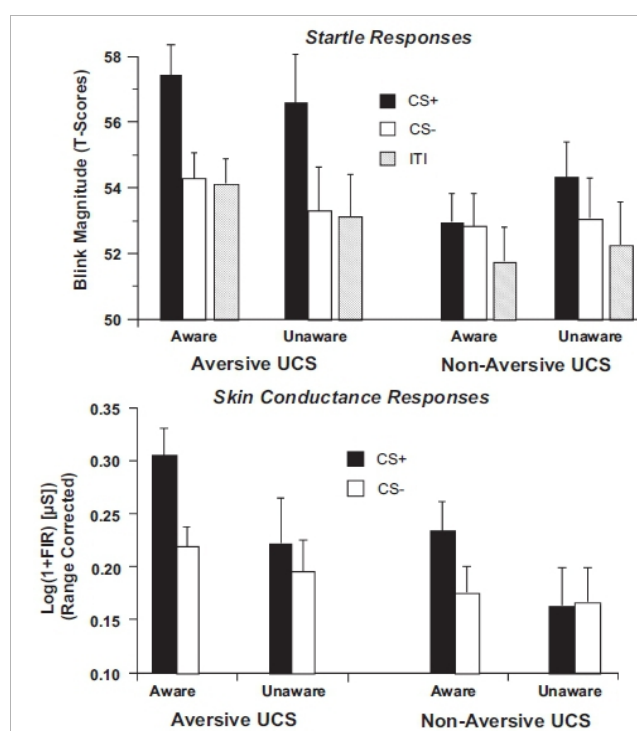 Startle Responses
58
56
54
52
50
Blink Magnitude (T-Scores)
CS+
CS-
ITI
Aware Unaware Aware Unaware
Aversive UCS Non-Aversive UCS
Skin Conductance Responses
0.35
0.30
0.25
0.20
0.15
0.10
Log(1+FIR) [µS])
(Range Corrected)
CS+
CS-
Aware Unaware Aware Unaware
Aversive UCS Non-Aversive UCS